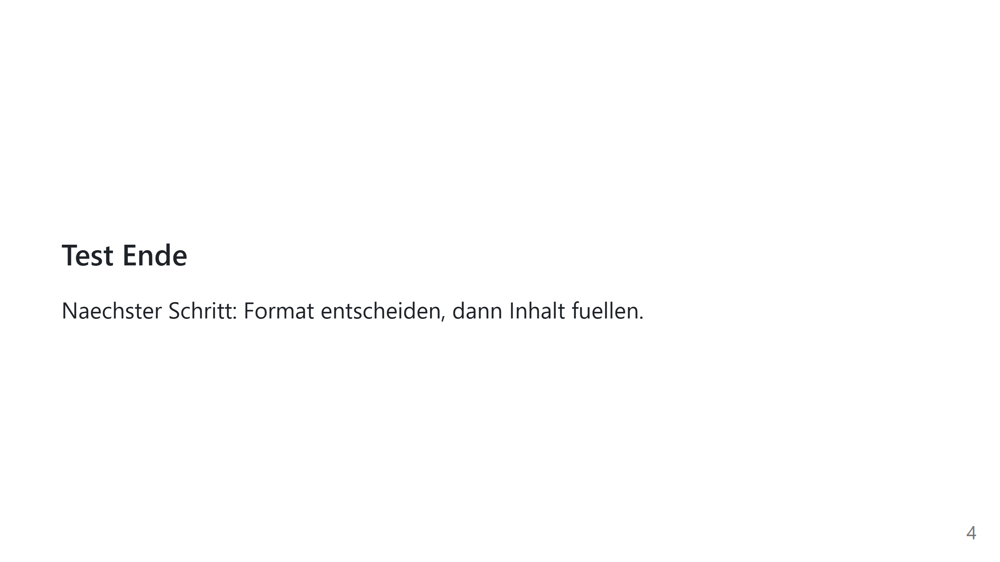 Test Ende
Naechster Schritt: Format entscheiden, dann Inhalt fuellen.
4